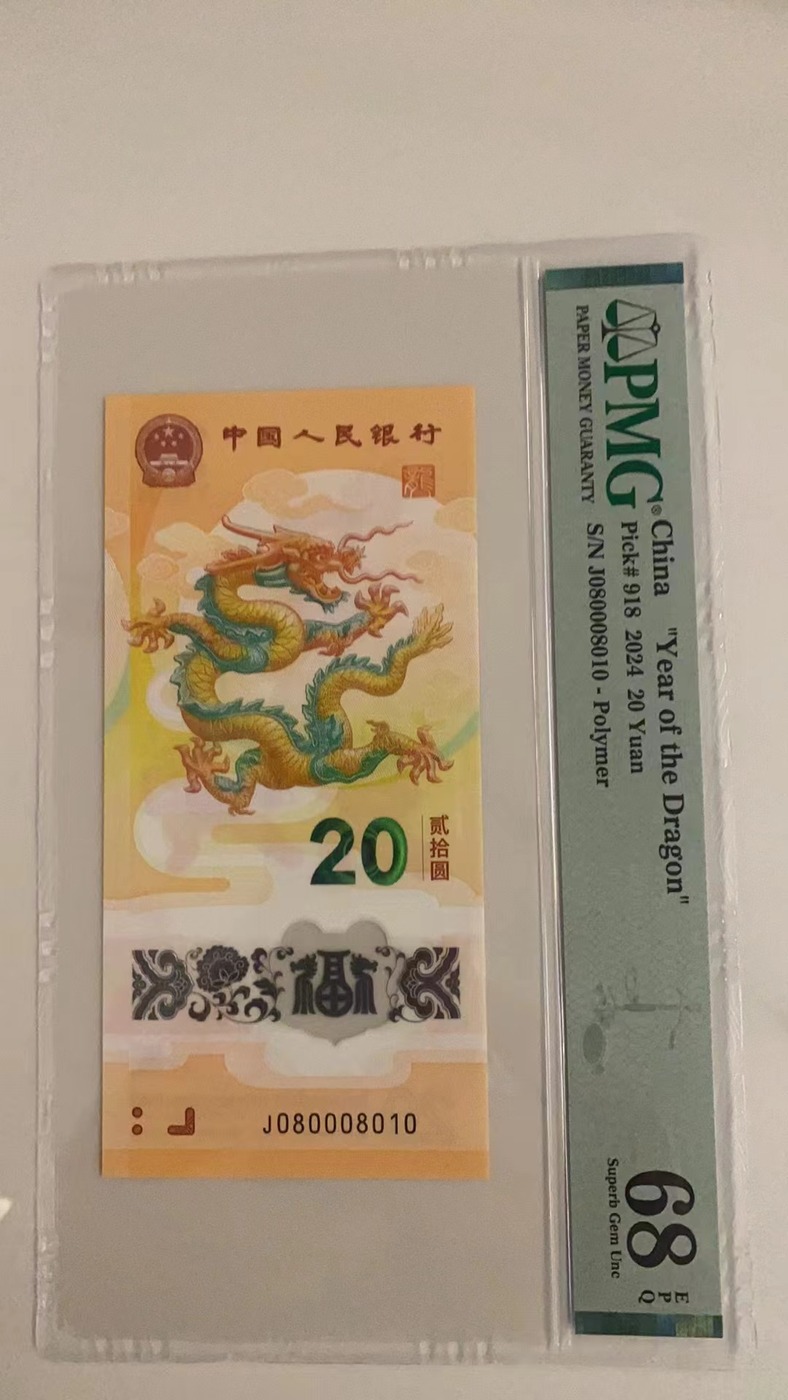 中国人民银行
20
贰拾圆
福
J080008010
PMG®
PAPER MONEY GUARANTY
China "Year of the Dragon"
Pick# 918 2024 20 Yuan
S/N J080008010 - Polymer
68
EPQ
Superb Gem Unc